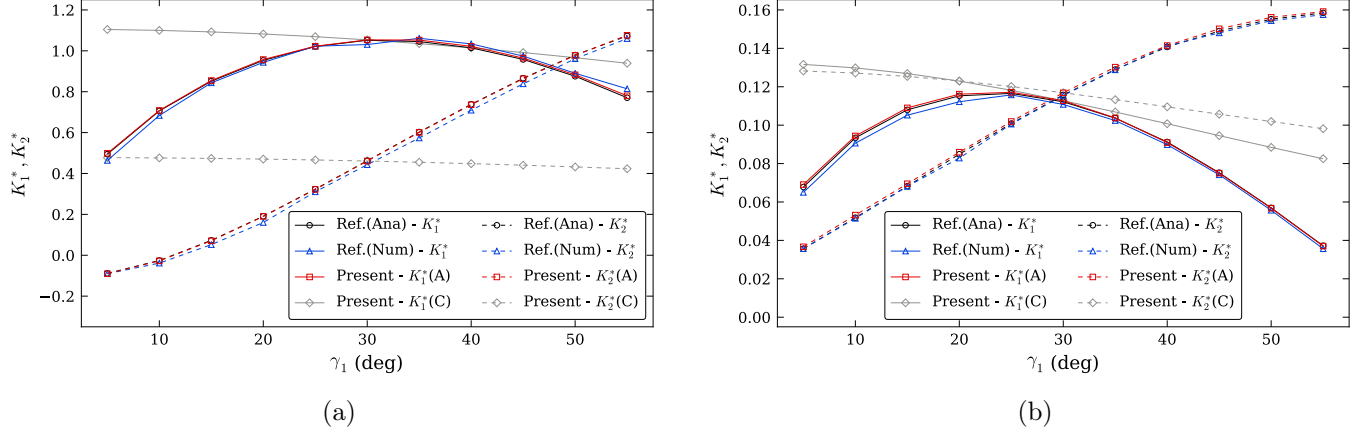 1.2
1.0
0.8
0.6
0.4
0.2
0.0
−0.2
K₁*, K₂*
10 20 30 40 50
γ₁ (deg)
Ref.(Ana) - K₁* Ref.(Ana) - K₂*
Ref.(Num) - K₁* Ref.(Num) - K₂*
Present - K₁*(A) Present - K₂*(A)
Present - K₁*(C) Present - K₂*(C)
(a)
0.16
0.14
0.12
0.10
0.08
0.06
0.04
0.02
0.00
K₁*, K₂*
10 20 30 40 50
γ₁ (deg)
Ref.(Ana) - K₁* Ref.(Ana) - K₂*
Ref.(Num) - K₁* Ref.(Num) - K₂*
Present - K₁*(A) Present - K₂*(A)
Present - K₁*(C) Present - K₂*(C)
(b)